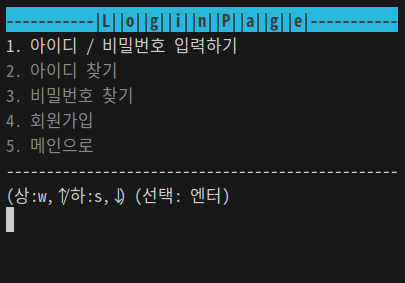 -----------|L||o||g||i||n||P||a||g||e|-----------
1. 아이디 / 비밀번호 입력하기
2. 아이디 찾기
3. 비밀번호 찾기
4. 회원가입
5. 메인으로
-------------------------------------------------
(상:w,↑/하:s,↓) (선택: 엔터)